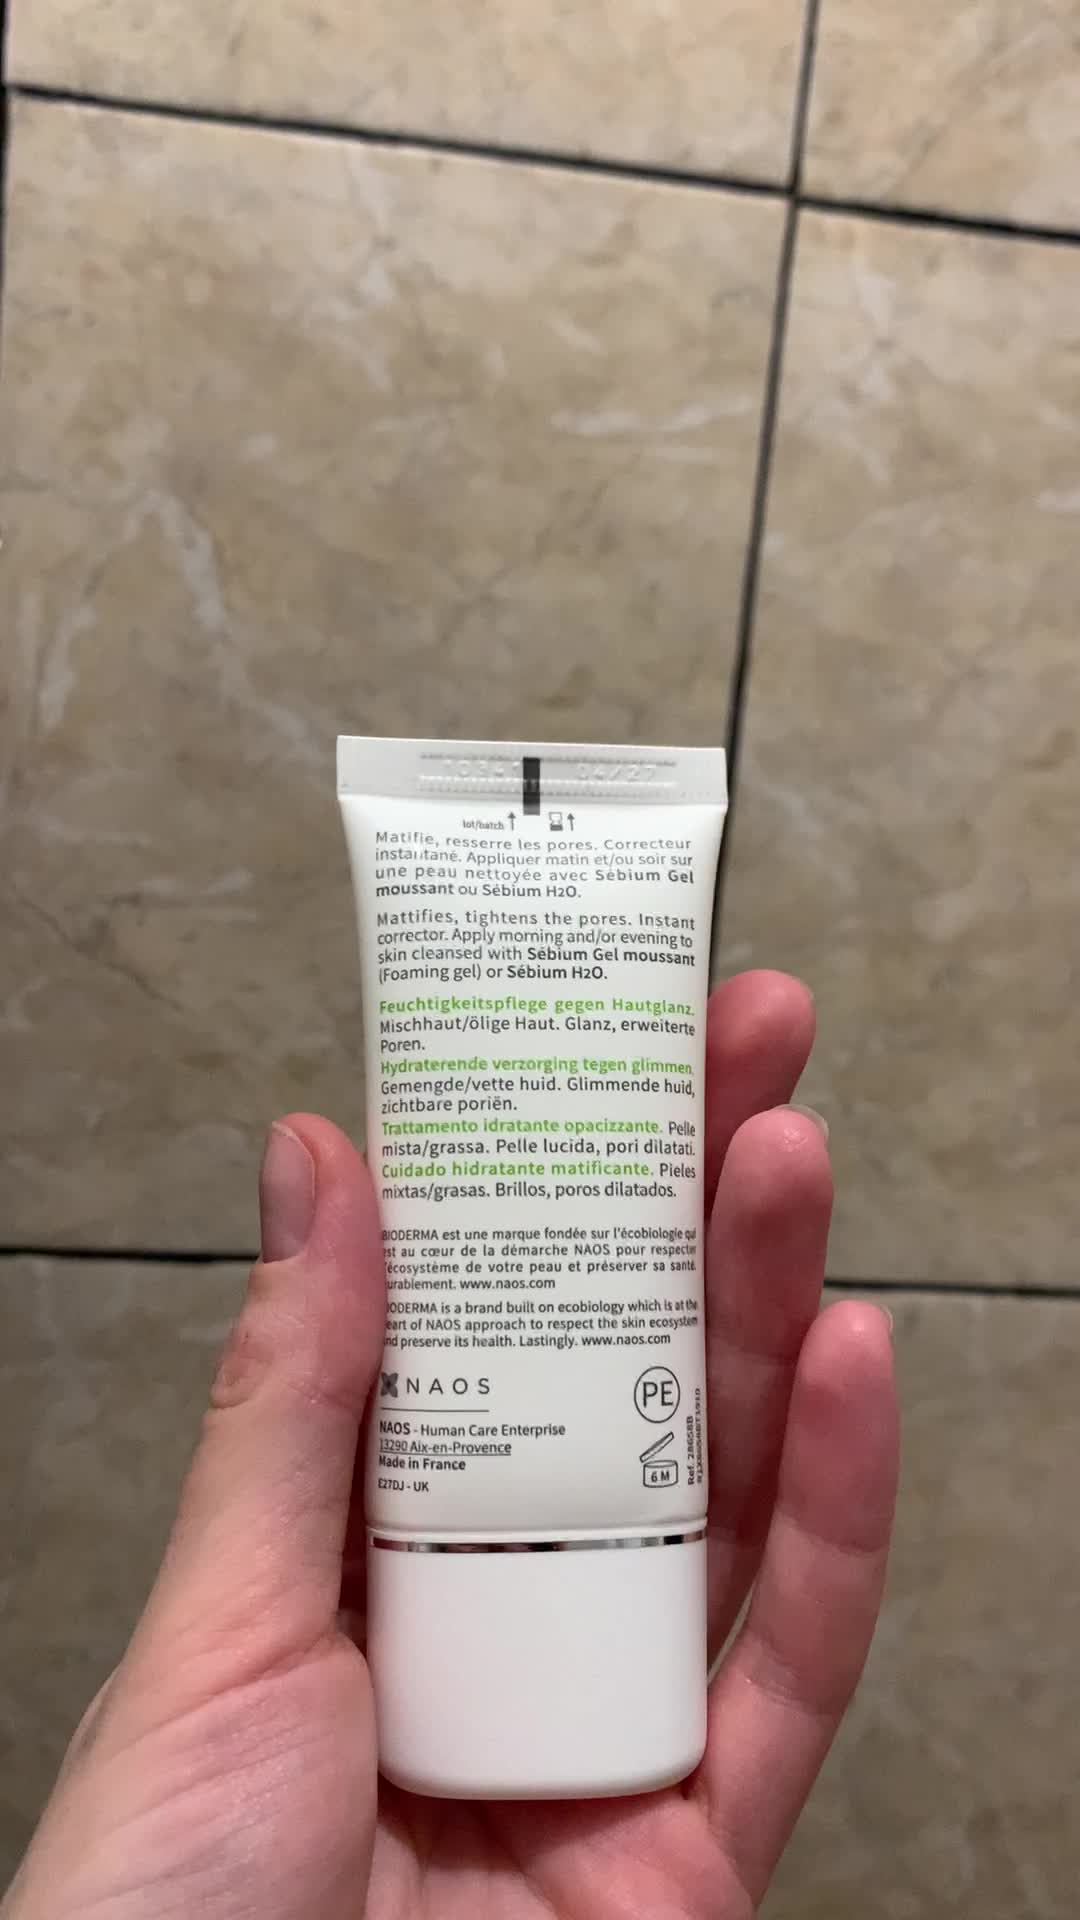 04/27
lot/batch
Matifie, resserre les pores. Correcteur
instantané. Appliquer matin et/ou soir sur
une peau nettoyée avec Sébium Gel
moussant ou Sébium H2O.
Mattifies, tightens the pores. Instant
corrector. Apply morning and/or evening to
skin cleansed with Sébium Gel moussant
(Foaming gel) or Sébium H2O.
Feuchtigkeitspflege gegen Hautglanz.
Mischhaut/ölige Haut. Glanz, erweiterte
Poren.
Hydraterende verzorging tegen glimmen.
Gemengde/vette huid. Glimmende huid,
zichtbare poriën.
Trattamento idratante opacizzante. Pelle
mista/grassa. Pelle lucida, pori dilatati.
Cuidado hidratante matificante. Pieles
mixtas/grasas. Brillos, poros dilatados.
BIODERMA est une marque fondée sur l'écobiologie qui
est au cœur de la démarche NAOS pour respecter
écosystème de votre peau et préserver sa santé.
urablement. www.naos.com
IODERMA is a brand built on ecobiology which is at the
eart of NAOS approach to respect the skin ecosystem
nd preserve its health. Lastingly. www.naos.com
NAOS
PE
NAOS - Human Care Enterprise
13290 Aix-en-Provence
Made in France
E27DJ - UK
6 M
Ref. 28658B